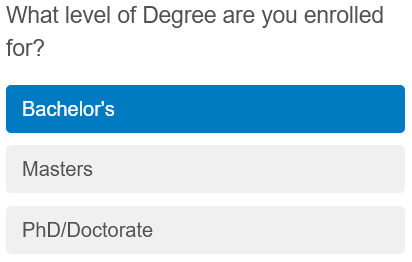 What level of Degree are you enrolled
for?
Bachelor's
Masters
PhD/Doctorate